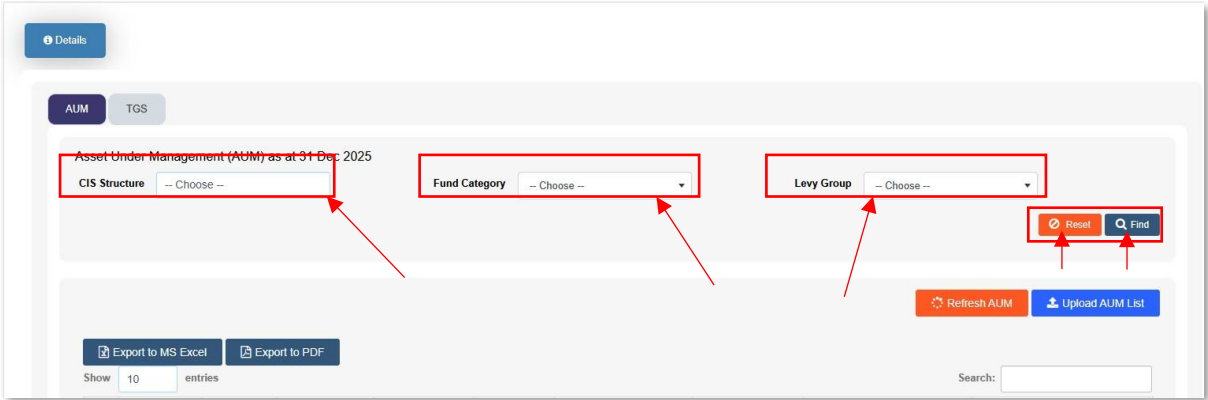 Details
AUM TGS
Asset Under Management (AUM) as at 31 Dec 2025
CIS Structure -- Choose -- Fund Category -- Choose -- Levy Group -- Choose --
Reset Find
Refresh AUM Upload AUM List
Export to MS Excel Export to PDF
Show 10 entries Search: